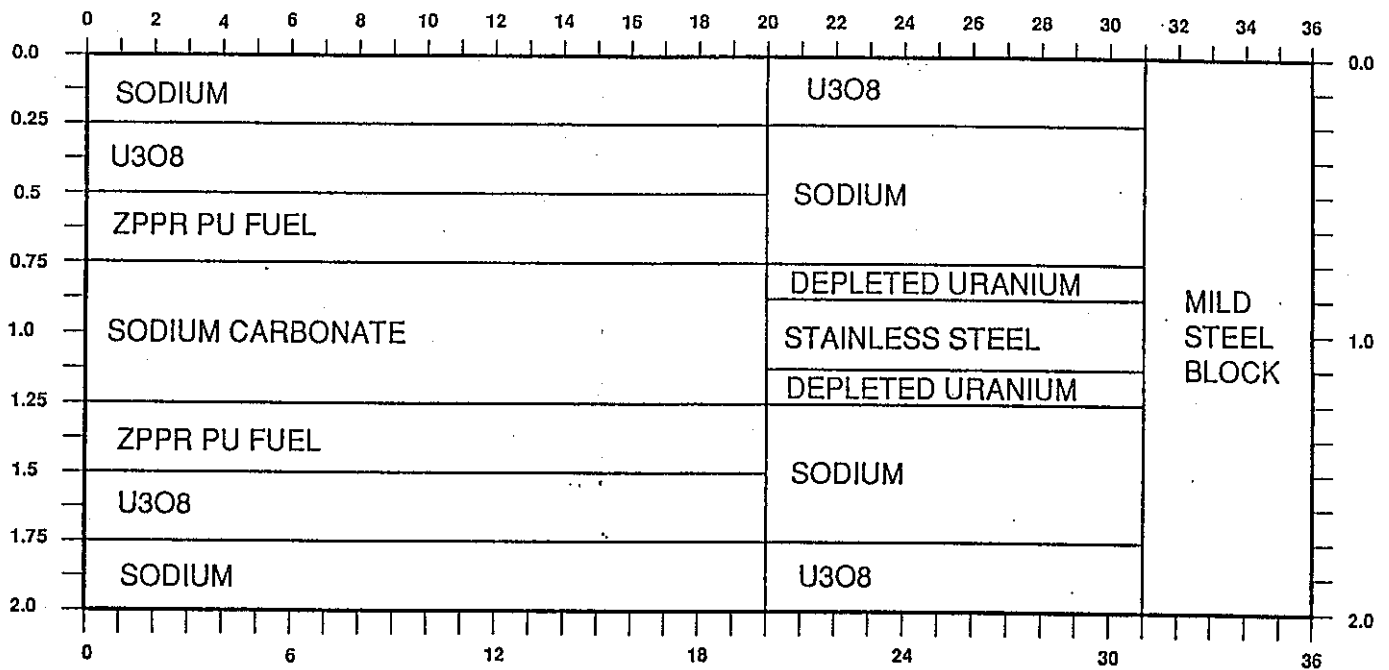 0 2 4 6 8 10 12 14 16 18 20 22 24 26 28 30 32 34 36
0.0
0.0
SODIUM
U3O8
0.25
U3O8
0.5
SODIUM
ZPPR PU FUEL
0.75
DEPLETED URANIUM
MILD
SODIUM CARBONATE
1.0
STAINLESS STEEL
STEEL
1.0
BLOCK
DEPLETED URANIUM
1.25
ZPPR PU FUEL
1.5
SODIUM
U3O8
1.75
SODIUM
U3O8
2.0
2.0
0 6 12 24 30 36